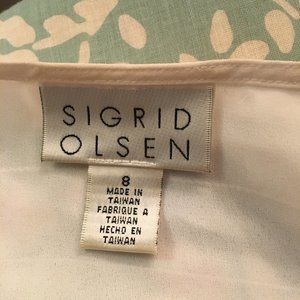 SIGRID
OLSEN
8
MADE IN
TAIWAN
FABRIQUE A
TAIWAN
HECHO EN
TAIWAN